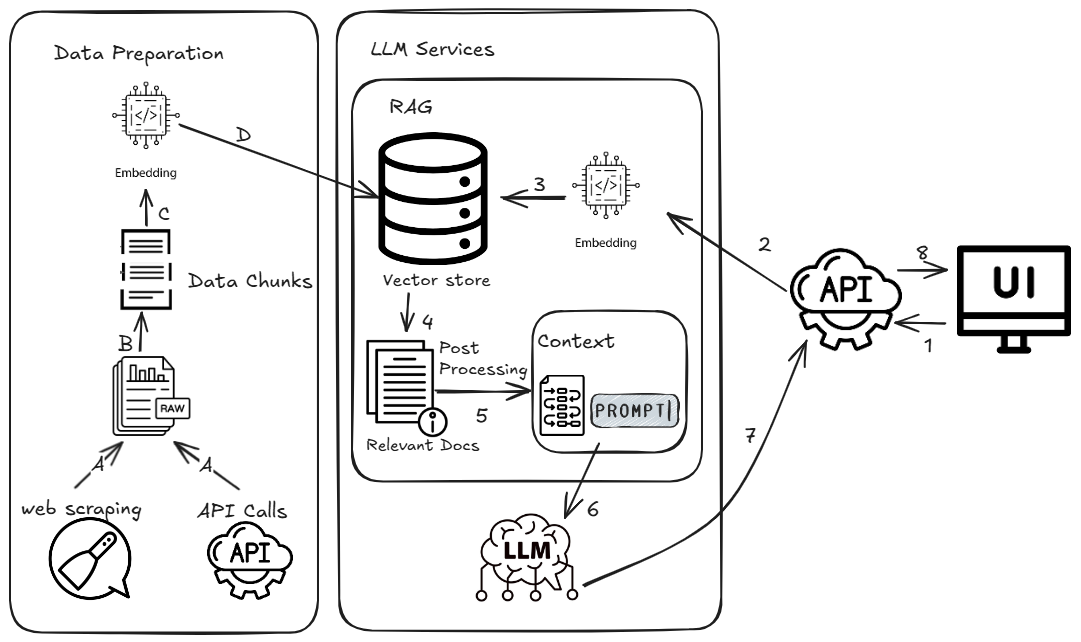 Data Preparation
</>
Embedding
D
C
Data Chunks
B
RAW
A
A
web scraping
API Calls
API
LLM Services
RAG
3
</>
Embedding
Vector store
4
Post
Processing
5
Relevant Docs
Context
PROMPT
6
LLM
7
2
API
8
1
UI